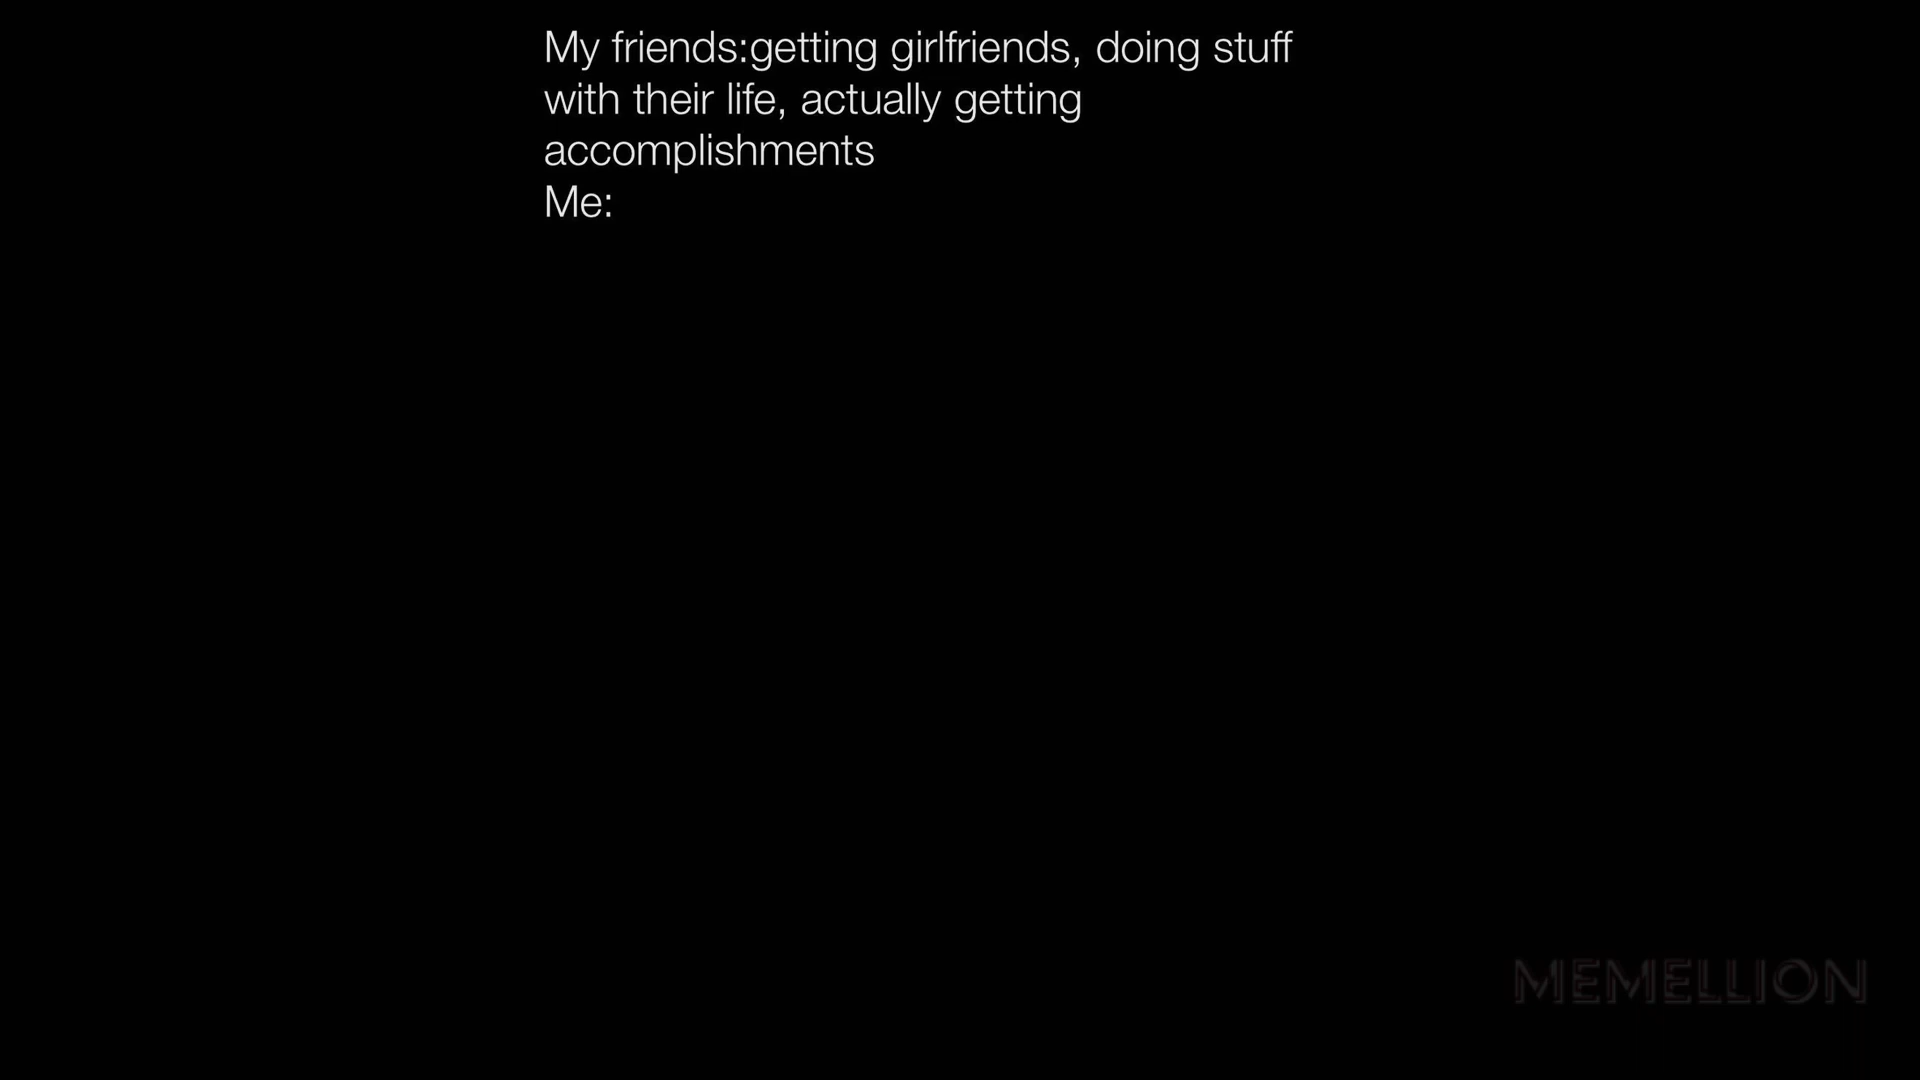 My friends:getting girlfriends, doing stuff
with their life, actually getting
accomplishments
Me:
MEMELLION